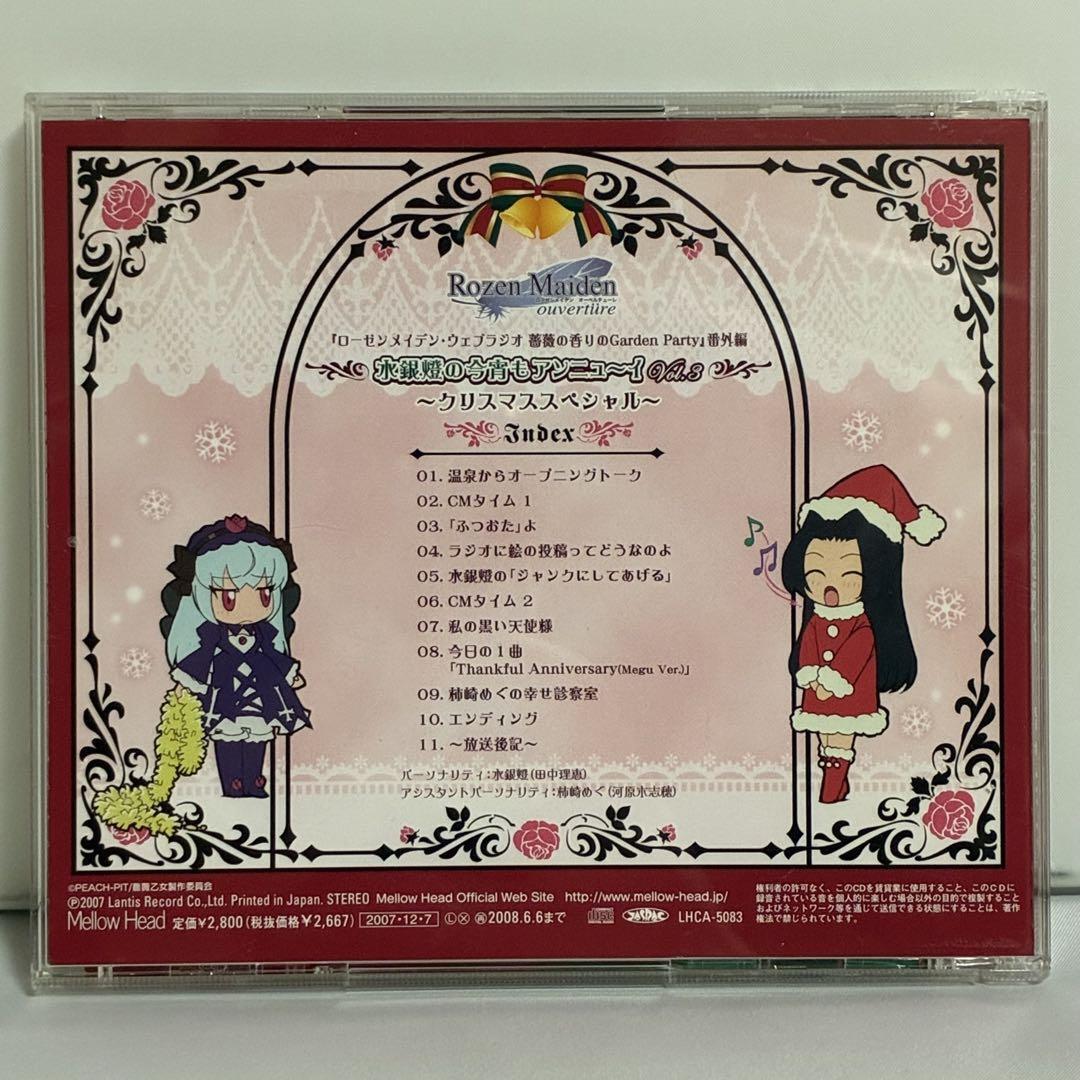 Rozen Maiden
ローゼンメイデン オーベルテューレ
ouvertüre
『ローゼンメイデン・ウェブラジオ 薔薇の香りのGarden Party』番外編
水銀燈の今宵もアンニュ〜イ Vol.3
〜クリスマススペシャル〜
Index
01. 温泉からオープニングトーク
02. CMタイム 1
03. 「ふつおた」よ
04. ラジオに絵の投稿ってどうなのよ
05. 水銀燈の「ジャンクにしてあげる」
06. CMタイム 2
07. 私の黒い天使様
08. 今日の1曲
「Thankful Anniversary(Megu Ver.)」
09. 柿崎めぐの幸せ診察室
10. エンディング
11. 〜放送後記〜
パーソナリティ:水銀燈(田中理恵)
アシスタントパーソナリティ:柿崎めぐ(河原木志穂)
©PEACH-PIT/薔薇乙女製作委員会
℗2007 Lantis Record Co.,Ltd. Printed in Japan. STEREO Mellow Head Official Web Site http://www.mellow-head.jp/
Mellow Head 定価¥2,800(税抜価格¥2,667) 2007・12・7 Ⓛ Ⓧ 再 2008.6.6まで DISC JASRAC LHCA-5083
権利者の許可なく、このCDを賃貸業に使用すること、このCDに
録音されている音を個人的に楽しむ場合以外の目的で複製すること
およびネットワーク等を通じて送信できる状態にすることは、著作
権法で禁じられています。